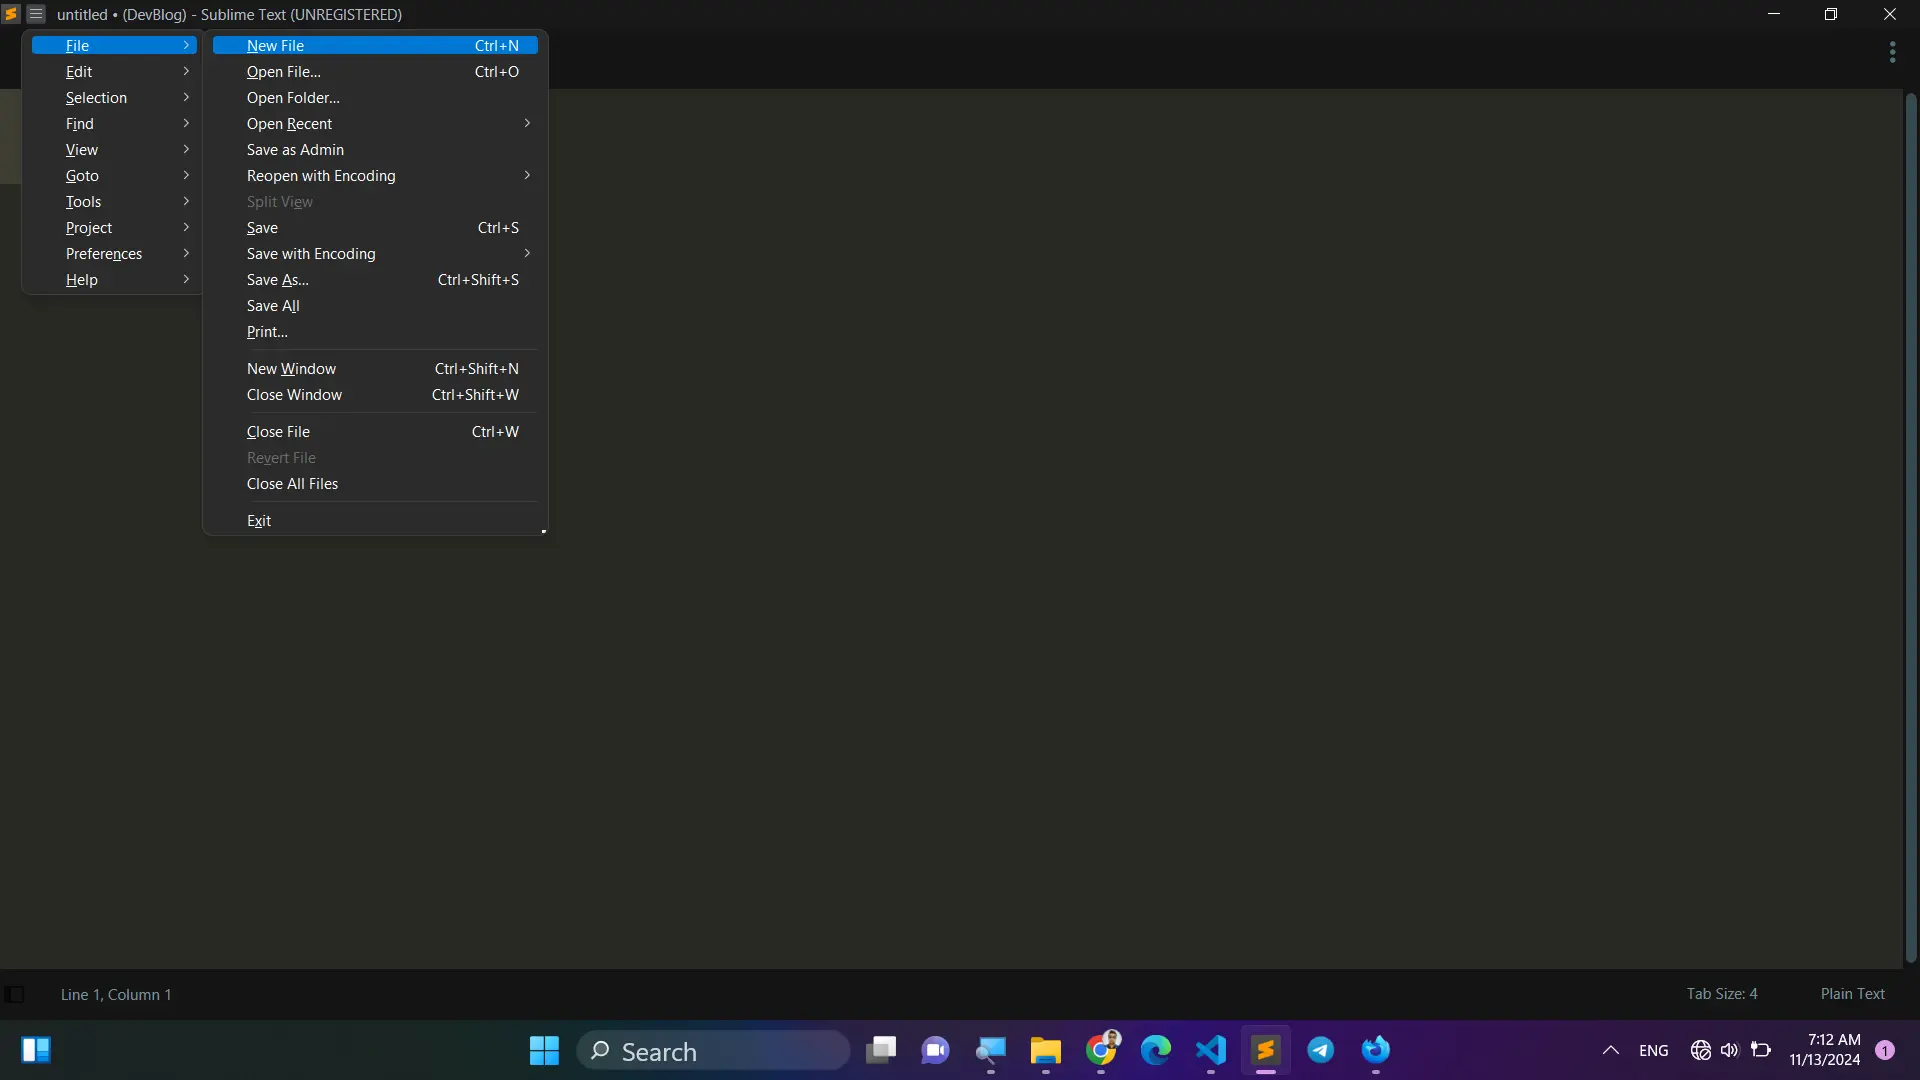 untitled • (DevBlog) - Sublime Text (UNREGISTERED)
File
Edit
Selection
Find
View
Goto
Tools
Project
Preferences
Help
New File Ctrl+N
Open File... Ctrl+O
Open Folder...
Open Recent
Save as Admin
Reopen with Encoding
Split View
Save Ctrl+S
Save with Encoding
Save As... Ctrl+Shift+S
Save All
Print...
New Window Ctrl+Shift+N
Close Window Ctrl+Shift+W
Close File Ctrl+W
Revert File
Close All Files
Exit
Line 1, Column 1
Tab Size: 4
Plain Text
Search
ENG
7:12 AM
11/13/2024
1